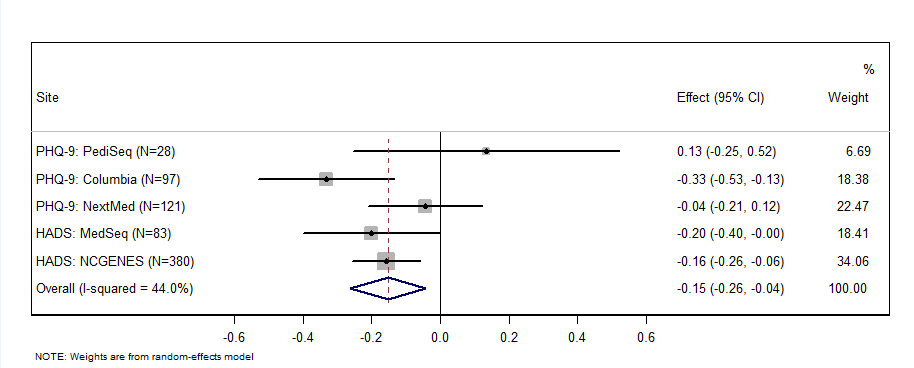 %
Site Effect (95% CI) Weight
PHQ-9: PediSeq (N=28) 0.13 (-0.25, 0.52) 6.69
PHQ-9: Columbia (N=97) -0.33 (-0.53, -0.13) 18.38
PHQ-9: NextMed (N=121) -0.04 (-0.21, 0.12) 22.47
HADS: MedSeq (N=83) -0.20 (-0.40, -0.00) 18.41
HADS: NCGENES (N=380) -0.16 (-0.26, -0.06) 34.06
Overall (I-squared = 44.0%) -0.15 (-0.26, -0.04) 100.00
-0.6 -0.4 -0.2 0.0 0.2 0.4 0.6
NOTE: Weights are from random-effects model